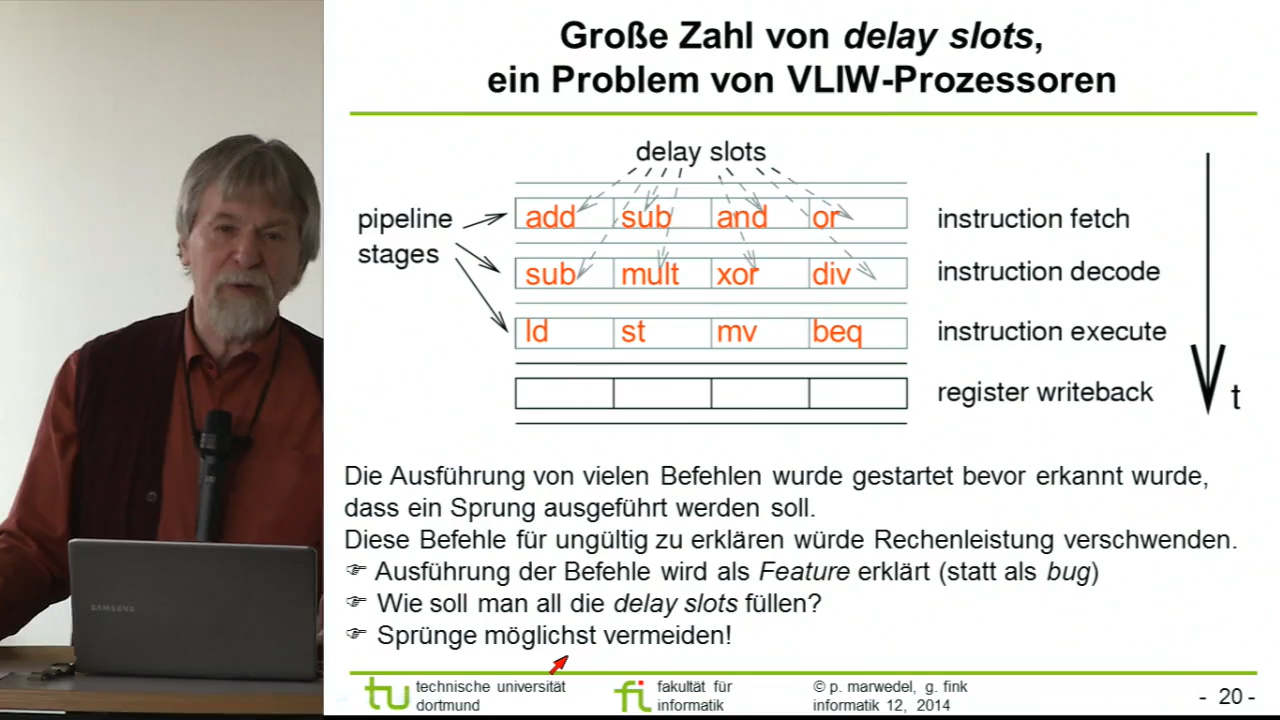 Große Zahl von delay slots,
ein Problem von VLIW-Prozessoren
delay slots
pipeline
stages
add sub and or
instruction fetch
sub mult xor div
instruction decode
ld st mv beq
instruction execute
register writeback
t
Die Ausführung von vielen Befehlen wurde gestartet bevor erkannt wurde,
dass ein Sprung ausgeführt werden soll.
Diese Befehle für ungültig zu erklären würde Rechenleistung verschwenden.
☞ Ausführung der Befehle wird als Feature erklärt (statt als bug)
☞ Wie soll man all die delay slots füllen?
☞ Sprünge möglichst vermeiden!
tu technische universität
dortmund
fi fakultät für
informatik
© p. marwedel, g. fink
informatik 12, 2014
- 20 -
SAMSUNG